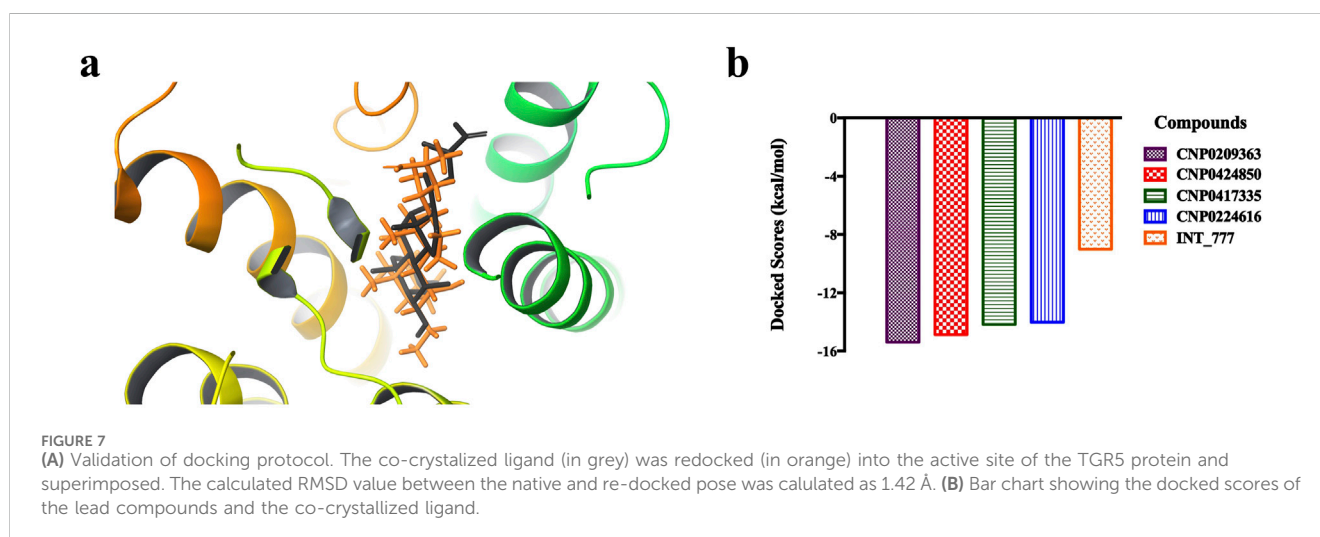 a
b
0
-4
-8
-12
-16
Docked Scores (kcal/mol)
Compounds
CNP0209363
CNP0424850
CNP0417335
CNP0224616
INT_777
FIGURE 7
(A) Validation of docking protocol. The co-crystalized ligand (in grey) was redocked (in orange) into the active site of the TGR5 protein and
superimposed. The calculated RMSD value between the native and re-docked pose was calulated as 1.42 Å. (B) Bar chart showing the docked scores of
the lead compounds and the co-crystallized ligand.